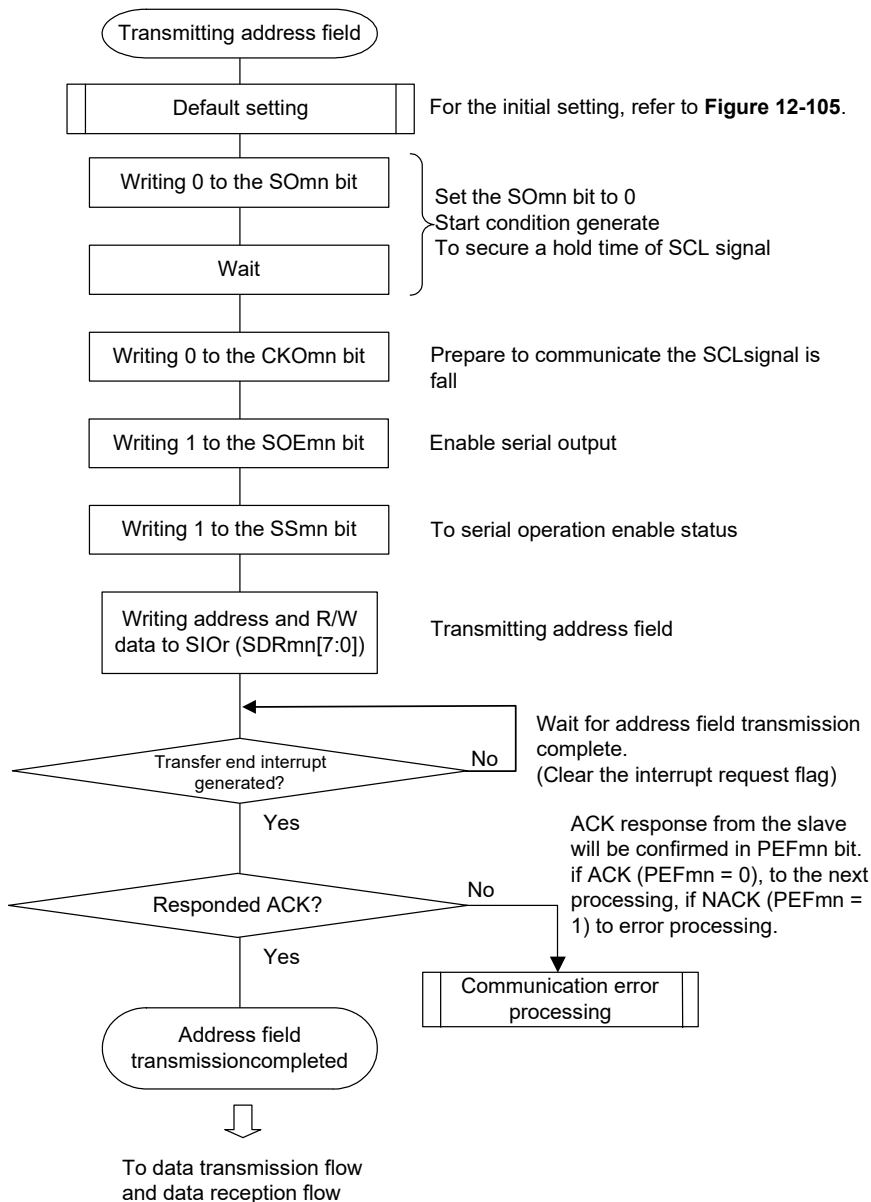 Transmitting address field
Default setting
For the initial setting, refer to Figure 12-105.
Writing 0 to the SOmn bit
Set the SOmn bit to 0
Start condition generate
To secure a hold time of SCL signal
Wait
Writing 0 to the CKOmn bit
Prepare to communicate the SCLsignal is
fall
Writing 1 to the SOEmn bit
Enable serial output
Writing 1 to the SSmn bit
To serial operation enable status
Writing address and R/W
data to SIOr (SDRmn[7:0])
Transmitting address field
Transfer end interrupt
generated?
No
Wait for address field transmission
complete.
(Clear the interrupt request flag)
Yes
ACK response from the slave
will be confirmed in PEFmn bit.
if ACK (PEFmn = 0), to the next
processing, if NACK (PEFmn =
1) to error processing.
Responded ACK?
No
Yes
Communication error
processing
Address field
transmissioncompleted
To data transmission flow
and data reception flow